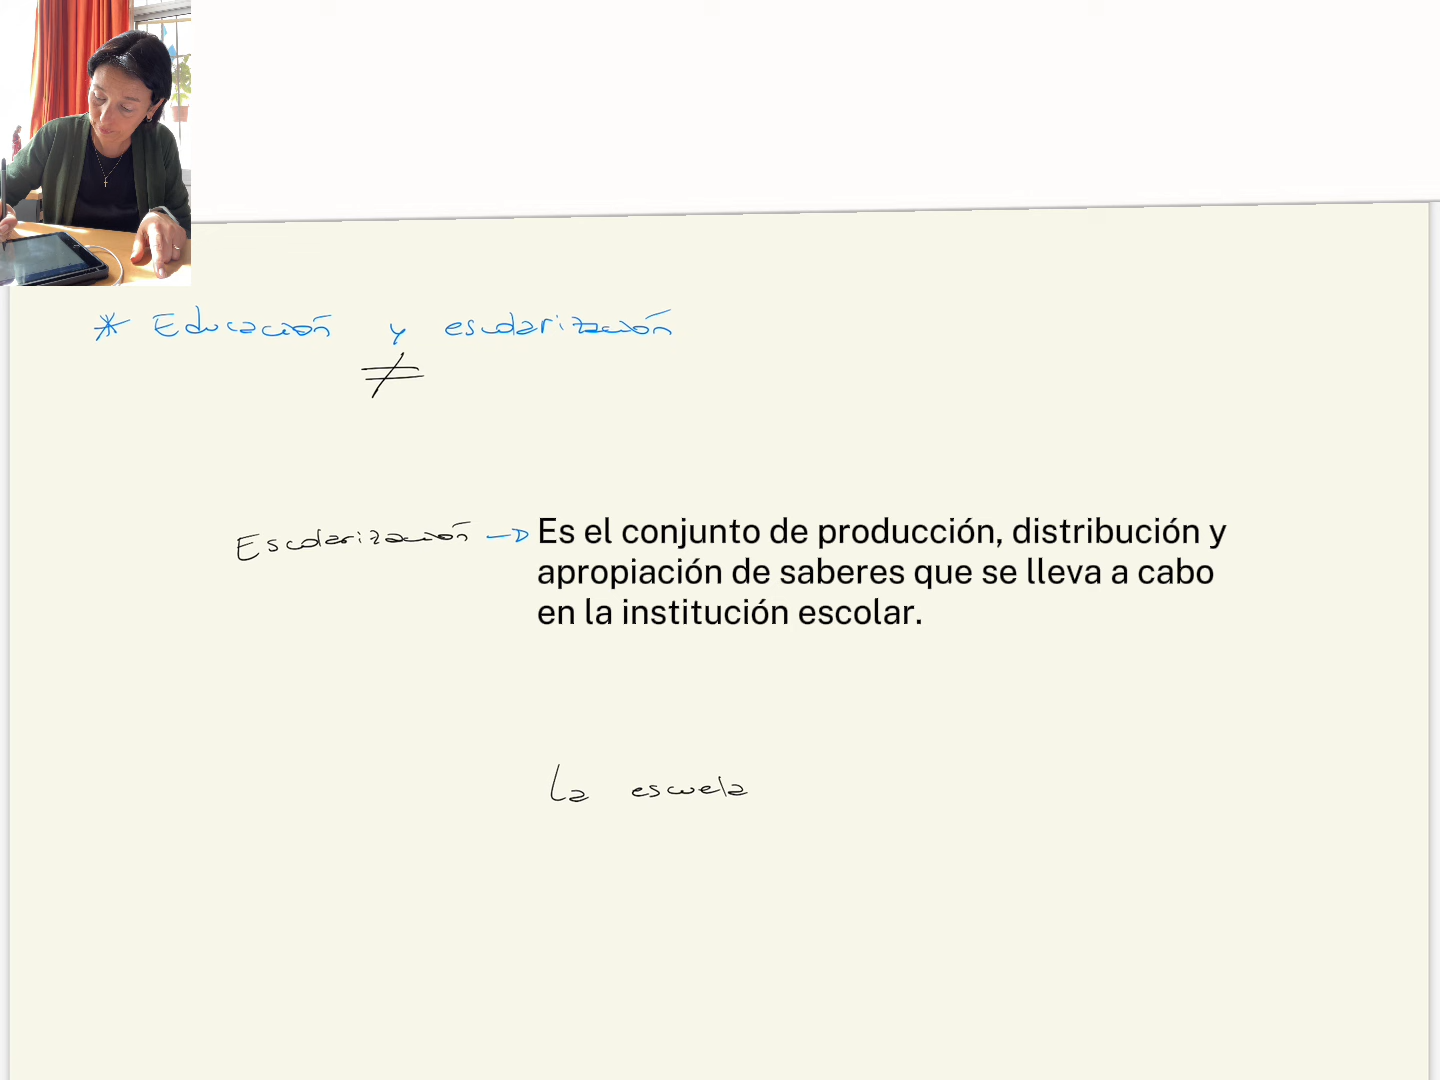 * Educación y escolarización
≠
Escolarización → Es el conjunto de producción, distribución y
apropiación de saberes que se lleva a cabo
en la institución escolar.
La escuela